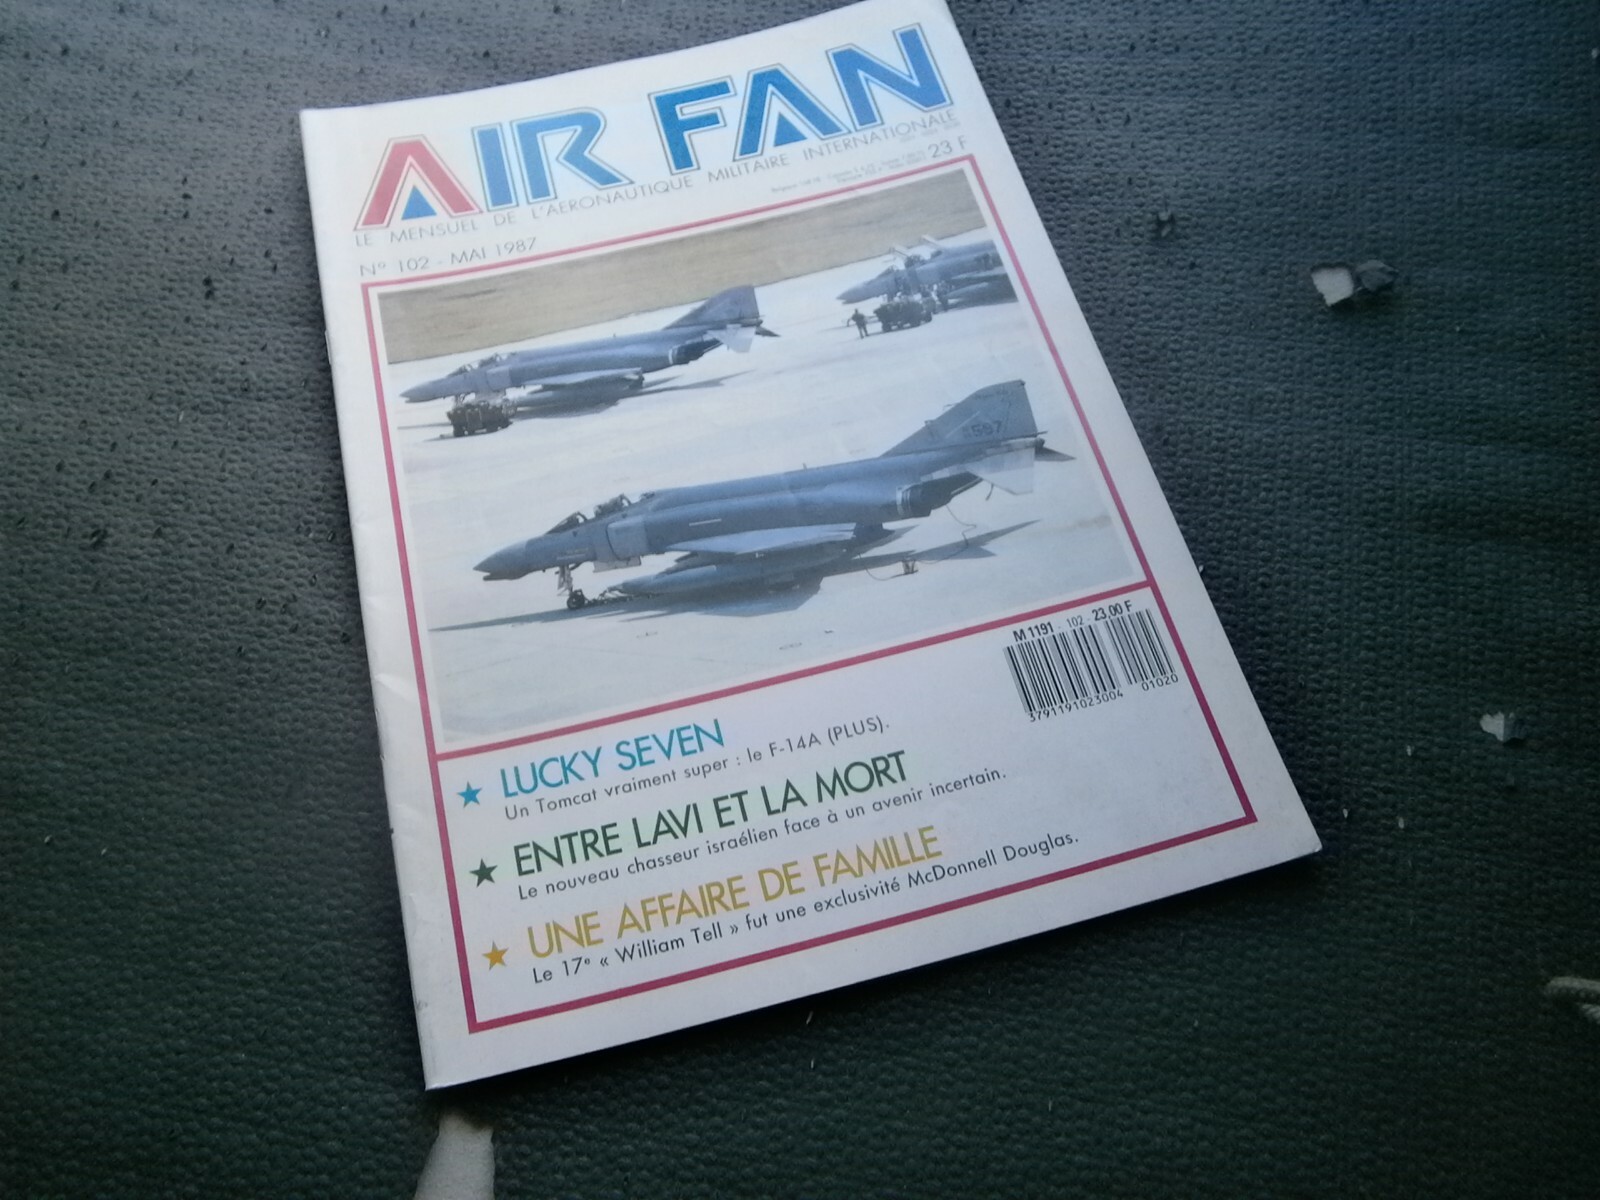 AIR FAN
LE MENSUEL DE L'AÉRONAUTIQUE MILITAIRE INTERNATIONALE
23 F
N° 102 - MAI 1987
597
M 1191 - 102 - 23,00 F
3791191023004 01020
★ LUCKY SEVEN
Un Tomcat vraiment super : le F-14A (PLUS).
★ ENTRE LAVI ET LA MORT
Le nouveau chasseur israélien face à un avenir incertain.
★ UNE AFFAIRE DE FAMILLE
Le 17e « William Tell » fut une exclusivité McDonnell Douglas.